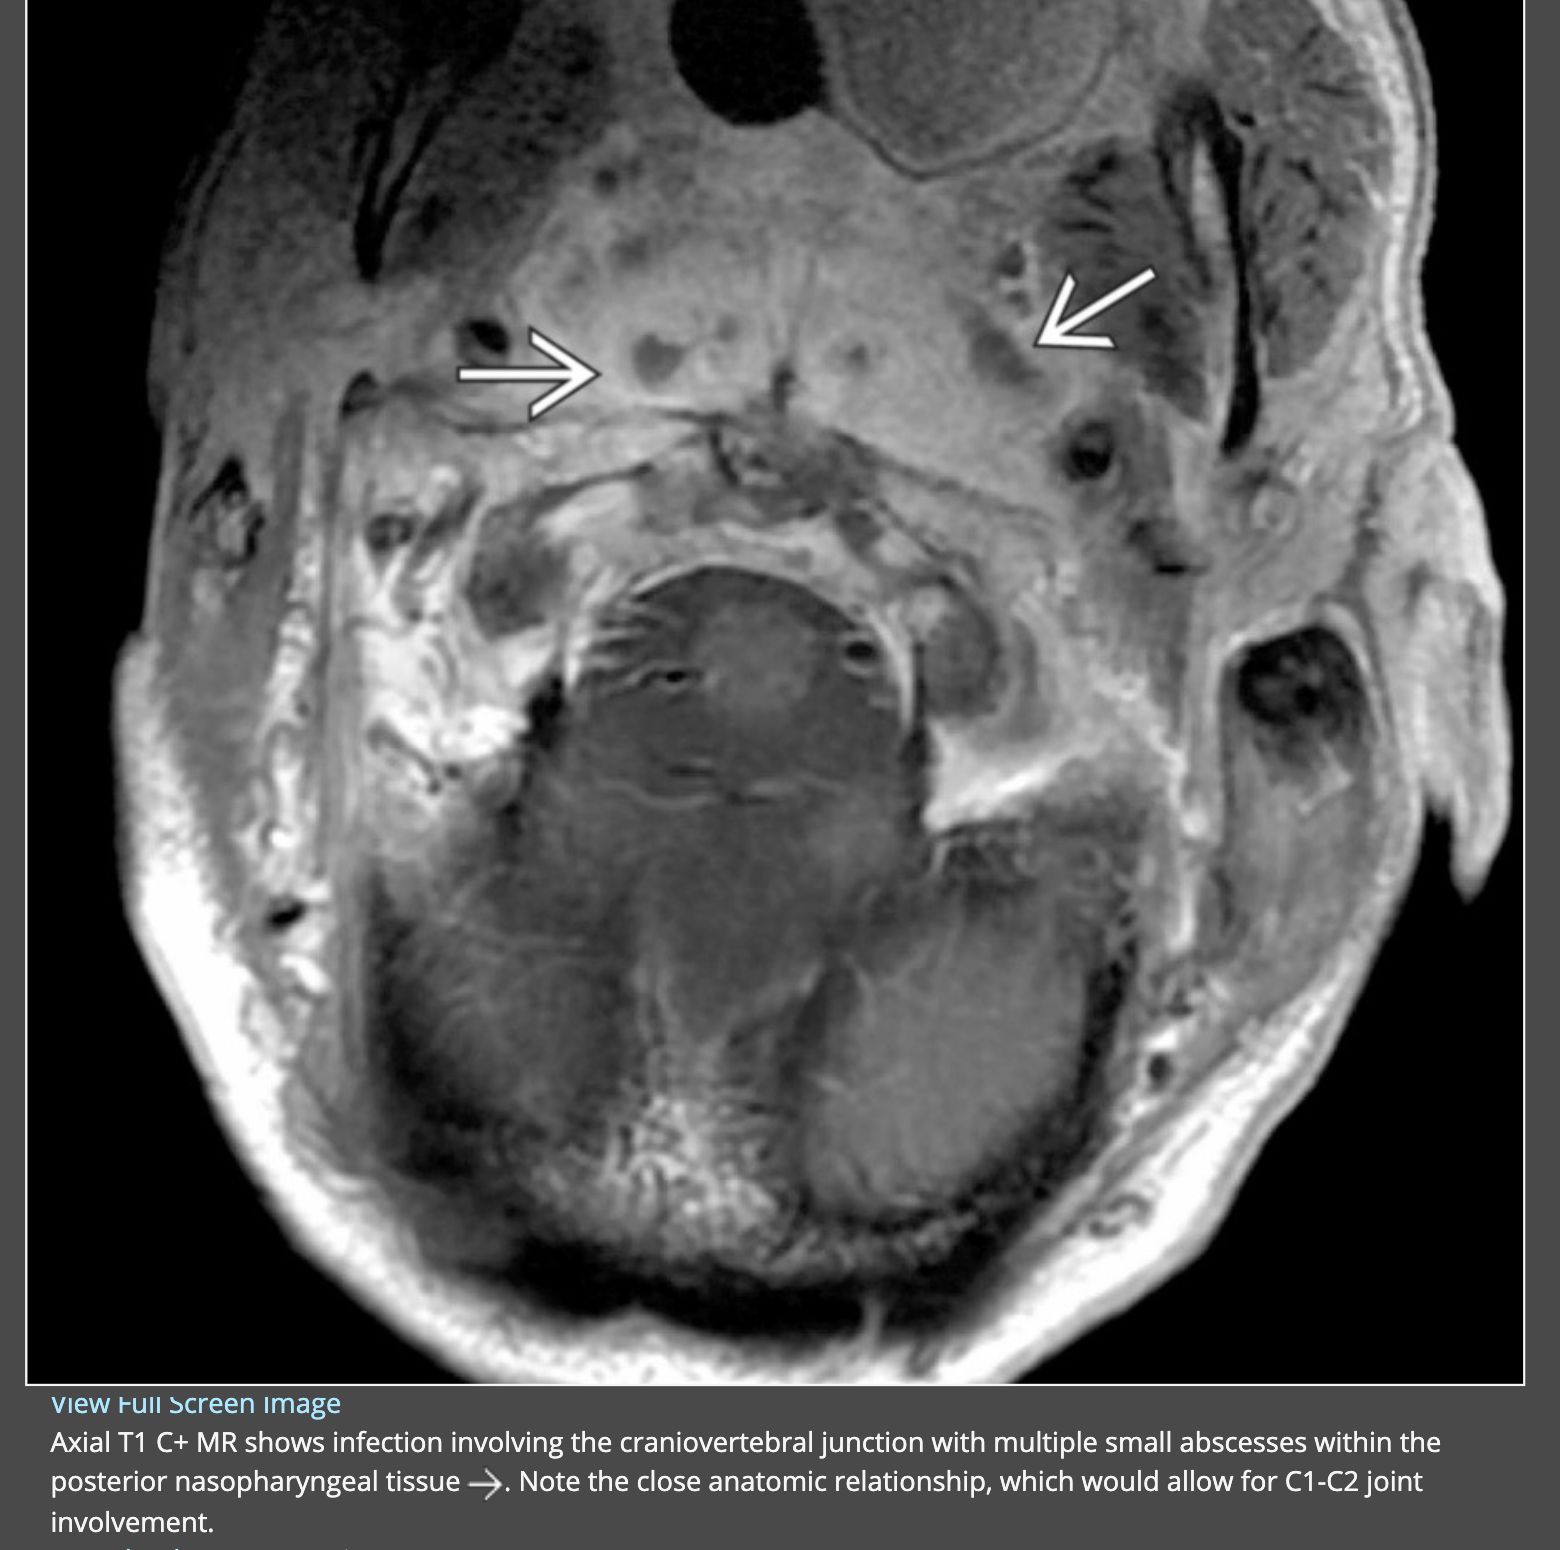 View Full Screen Image
Axial T1 C+ MR shows infection involving the craniovertebral junction with multiple small abscesses within the
posterior nasopharyngeal tissue →. Note the close anatomic relationship, which would allow for C1-C2 joint
involvement.